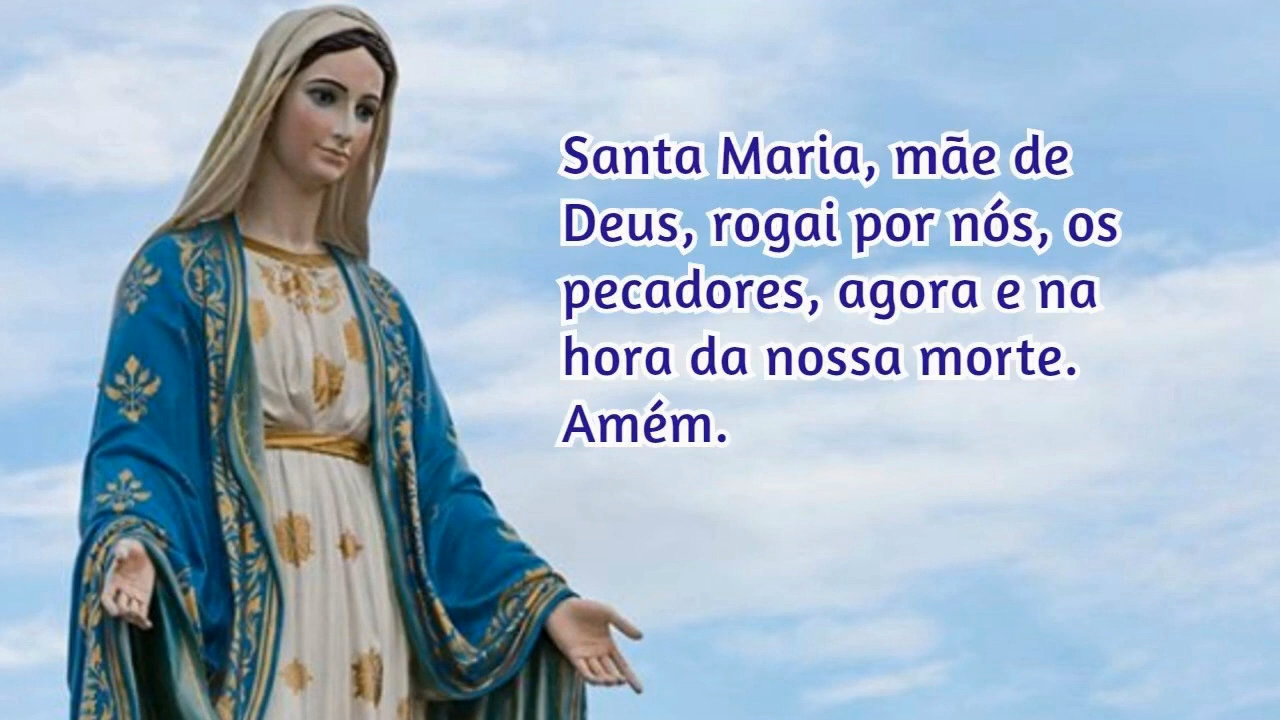 Santa Maria, mãe de
Deus, rogai por nós, os
pecadores, agora e na
hora da nossa morte.
Amém.